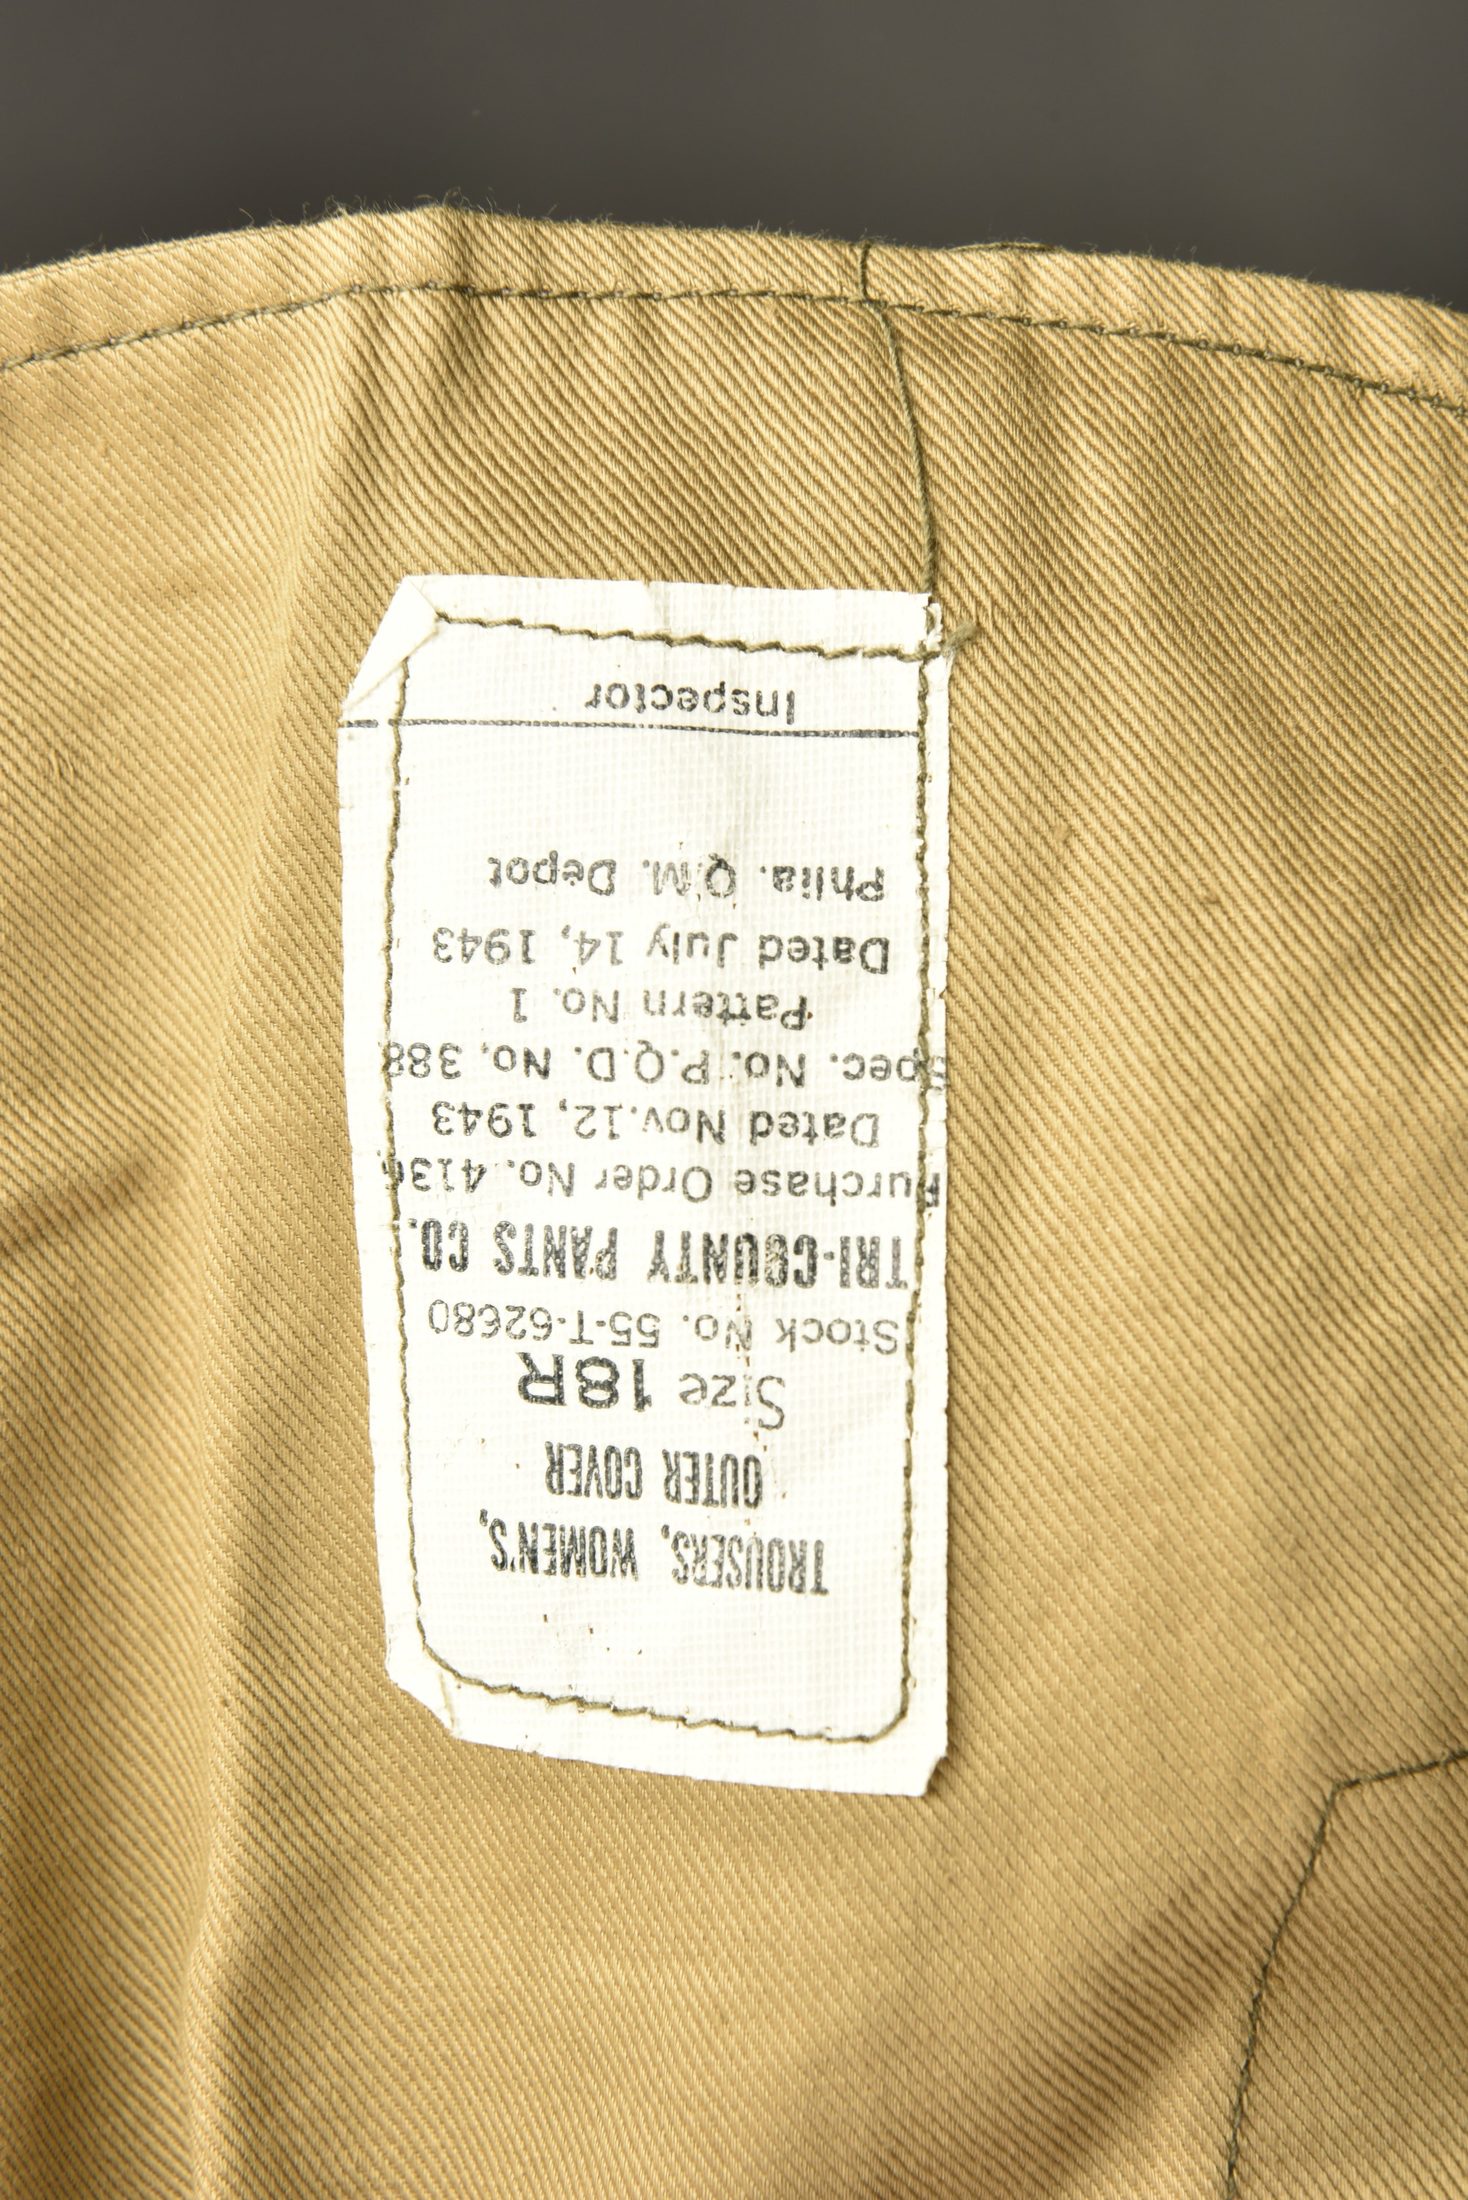 TROUSERS, WOMEN'S,
OUTER COVER
Size 18R
Stock No. 55-T-62680
TRI-COUNTY PANTS CO.
Purchase Order No. 4136
Dated Nov.12, 1943
Spec. No. P.Q.D. No, 388
Pattern No. 1
Dated July 14, 1943
Phila. Q.M. Depot
Inspector